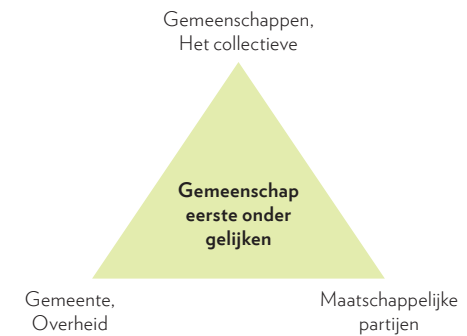 Gemeenschappen,
Het collectieve
Gemeenschap
eerste onder
gelijken
Gemeente,
Overheid
Maatschappelijke
partijen